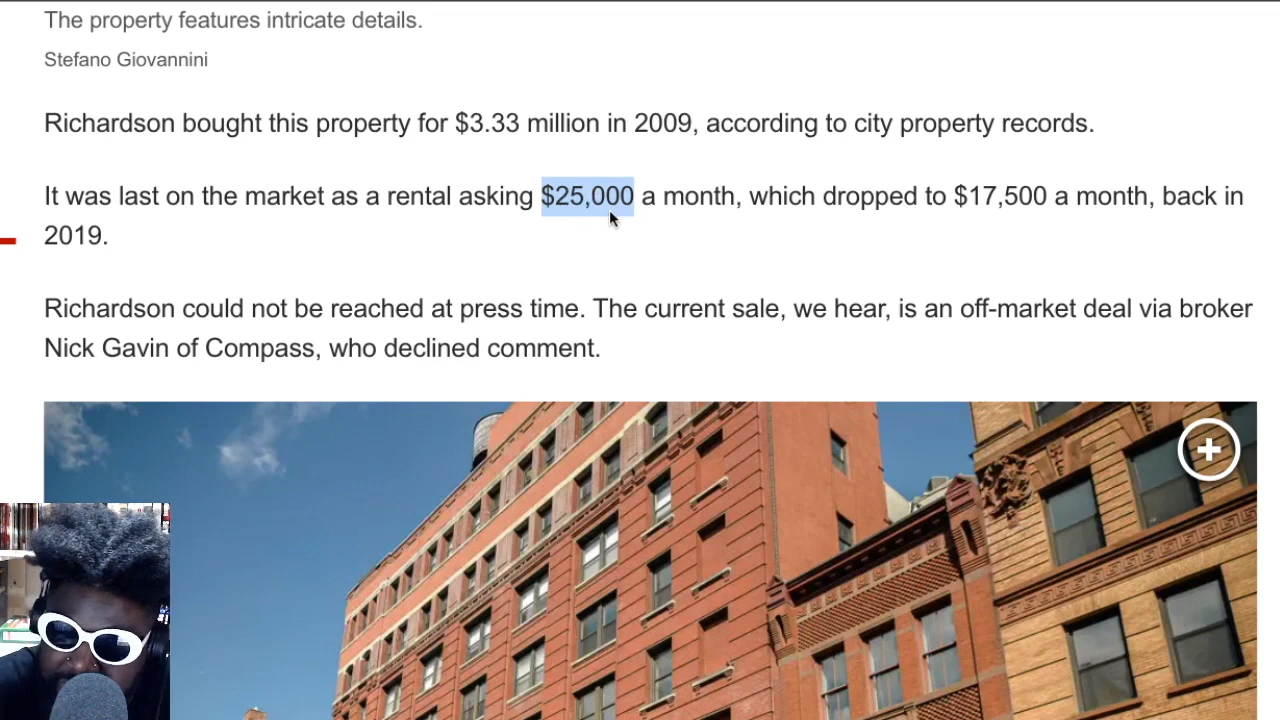 The property features intricate details.
Stefano Giovannini
Richardson bought this property for $3.33 million in 2009, according to city property records.
It was last on the market as a rental asking $25,000 a month, which dropped to $17,500 a month, back in
2019.
Richardson could not be reached at press time. The current sale, we hear, is an off-market deal via broker
Nick Gavin of Compass, who declined comment.